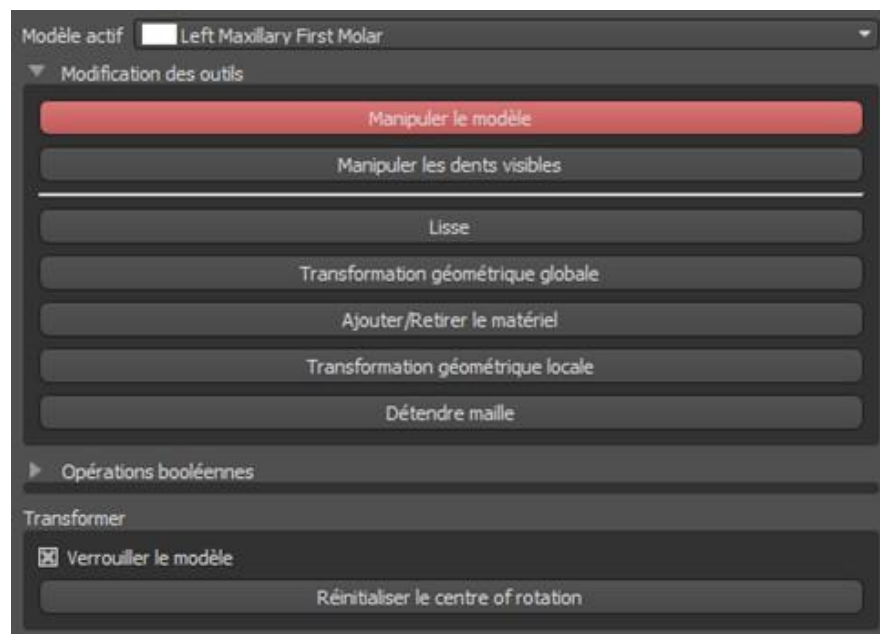 Modèle actif Left Maxillary First Molar
Modification des outils
Manipuler le modèle
Manipuler les dents visibles
Lisse
Transformation géométrique globale
Ajouter/Retirer le matériel
Transformation géométrique locale
Détendre maille
Opérations booléennes
Transformer
Verrouiller le modèle
Réinitialiser le centre of rotation